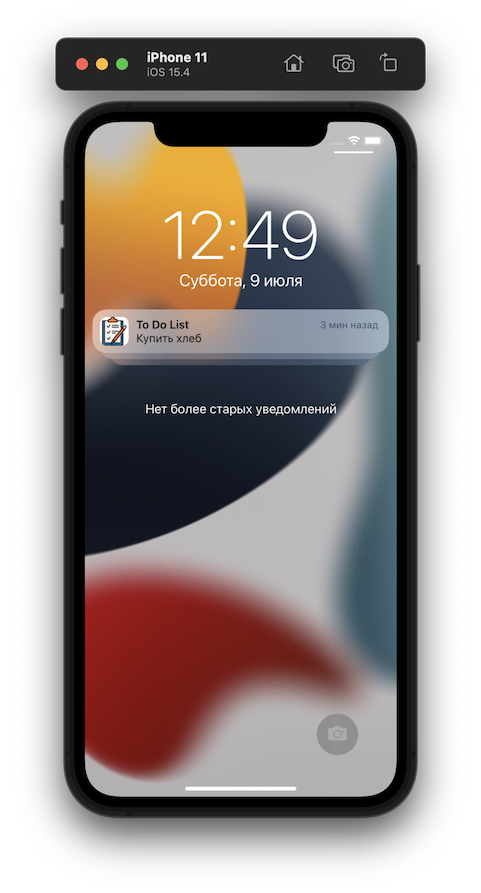 iPhone 11
iOS 15.4
12:49
Суббота, 9 июля
To Do List
3 мин назад
Купить хлеб
Нет более старых уведомлений